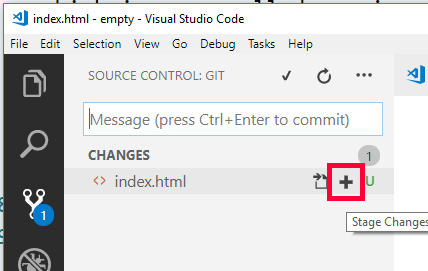 index.html - empty - Visual Studio Code
File Edit Selection View Go Debug Tasks Help
SOURCE CONTROL: GIT
Message (press Ctrl+Enter to commit)
CHANGES 1
<> index.html U
1
Stage Changes